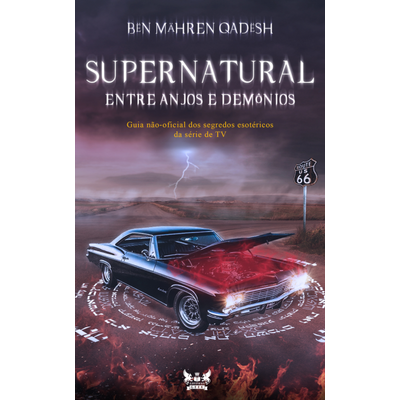 BEN MÄHREN QADESH
SUPERNATURAL
ENTRE ANJOS E DEMÔNIOS
Guia não-oficial dos segredos esotéricos
da série de TV
ROUTE
US
66